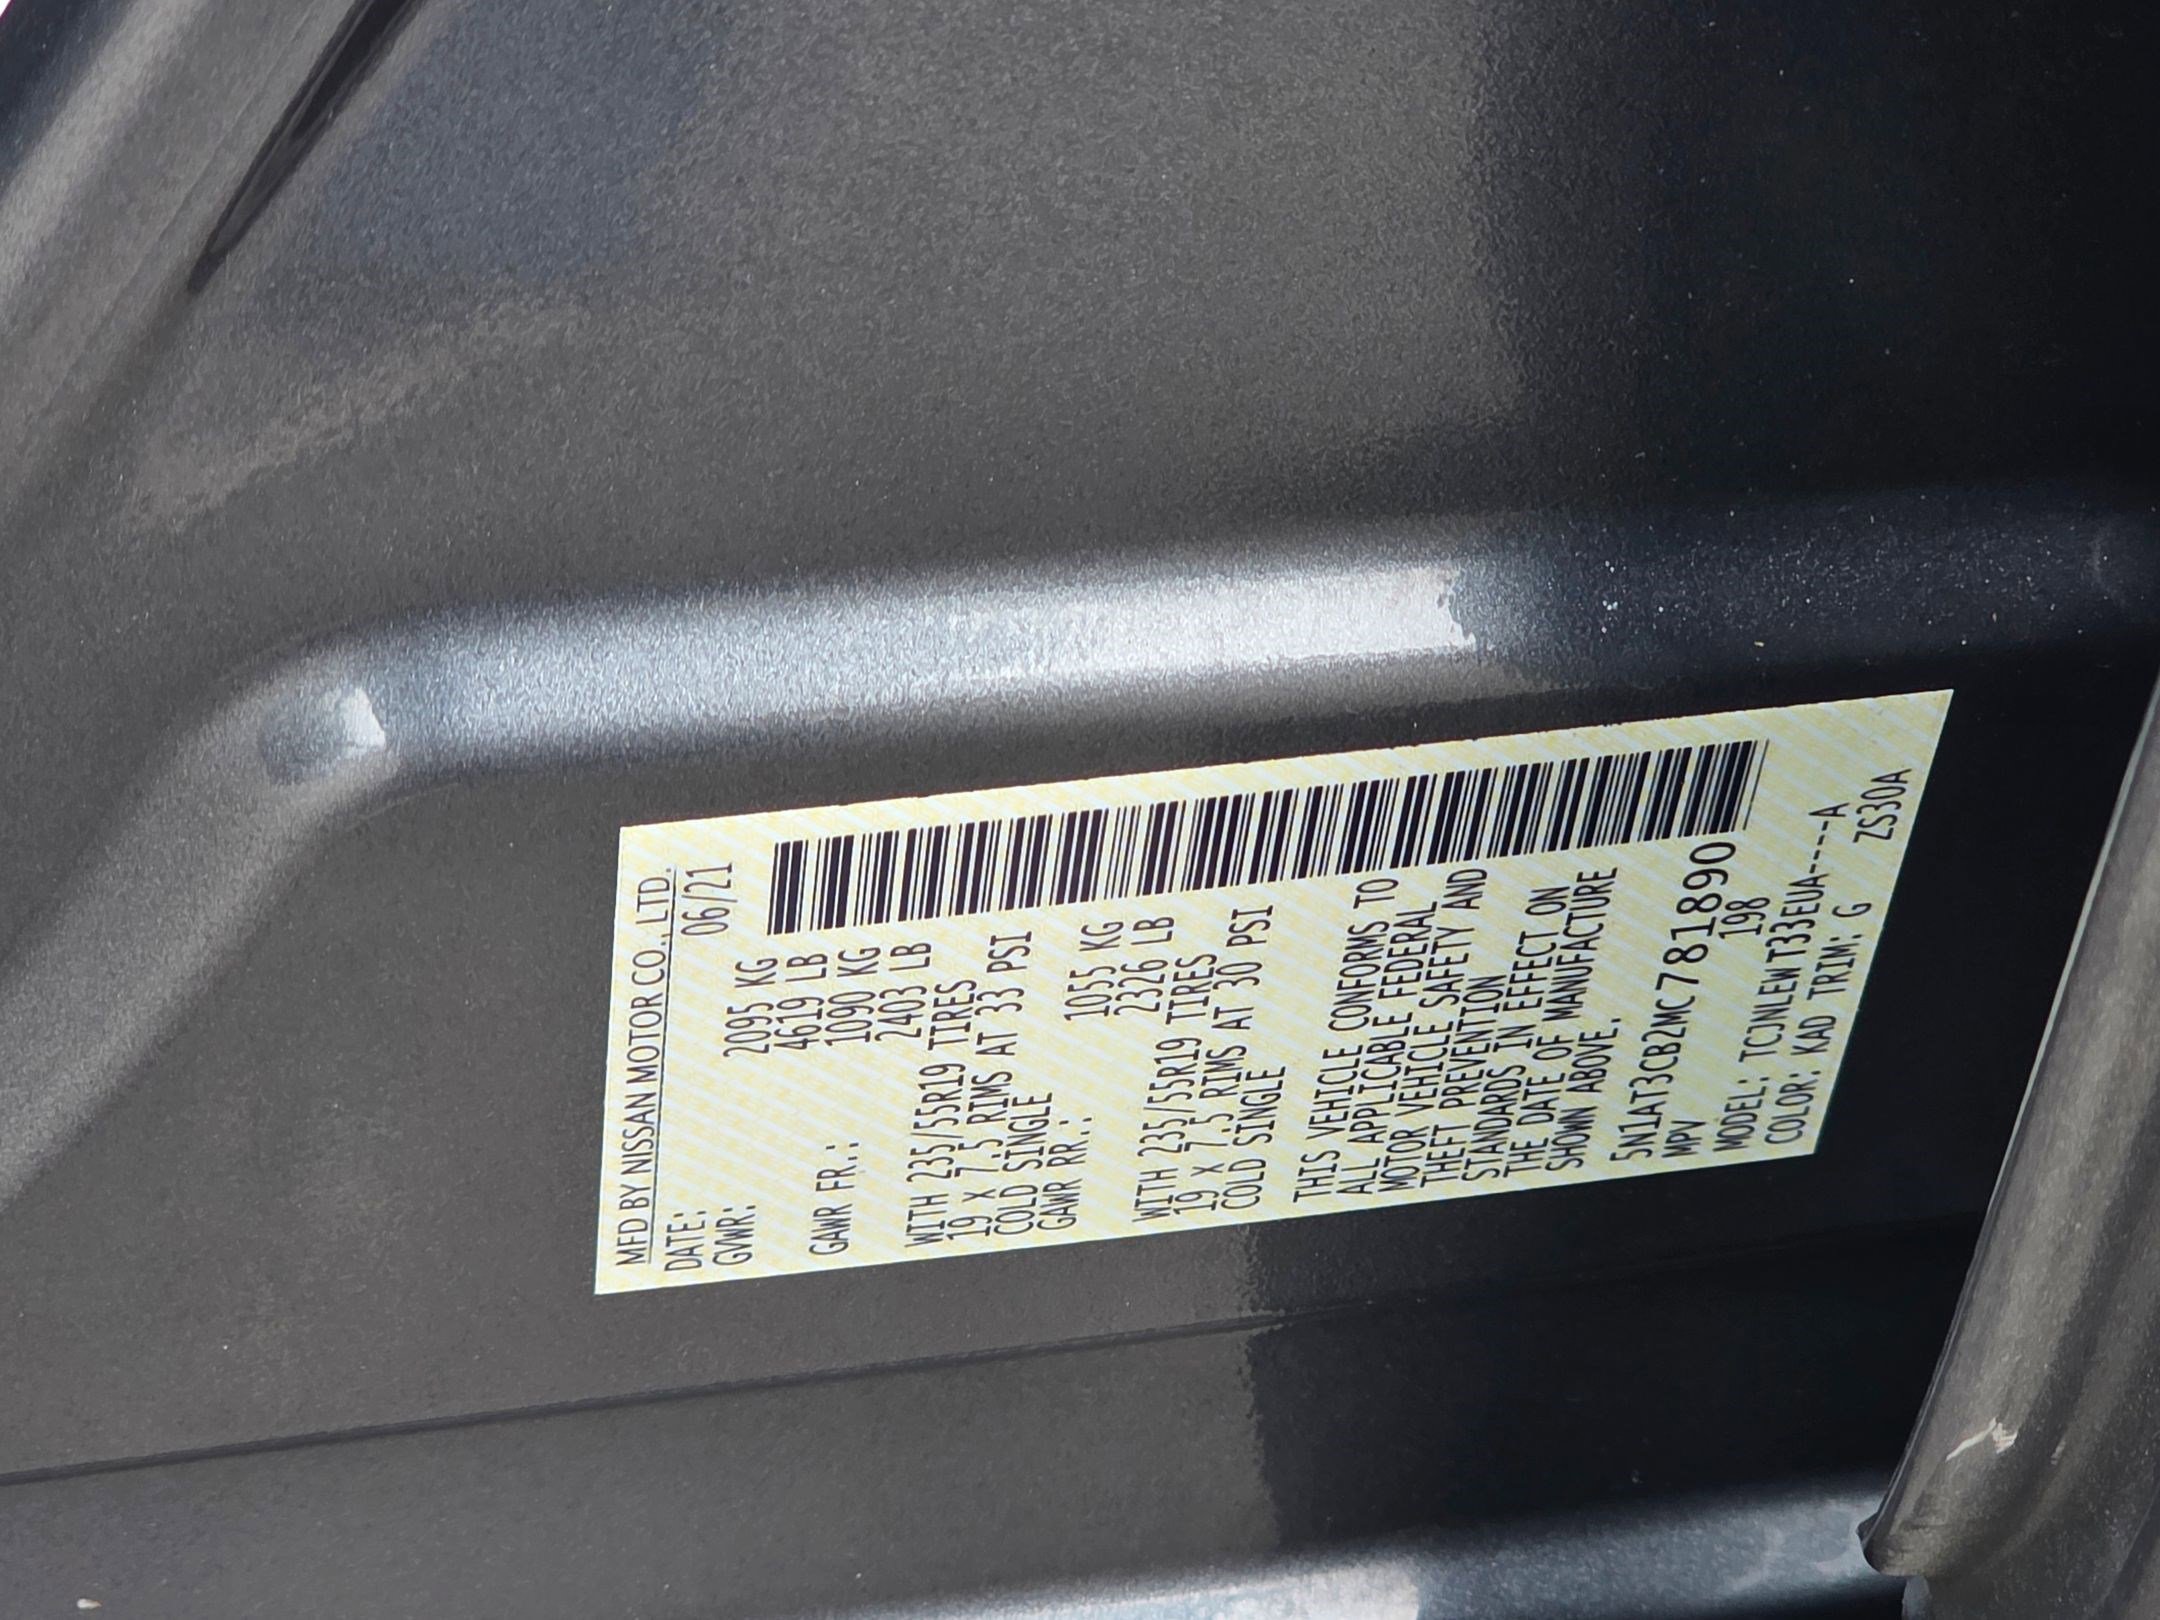 MFD BY NISSAN MOTOR CO., LTD.
DATE: 06/21
GVWR: 2095 KG
4619 LB
GAWR FR.: 1090 KG
2403 LB
WITH 235/55R19 TIRES
19 X 7.5 RIMS AT 33 PSI
COLD SINGLE
GAWR RR.: 1055 KG
2326 LB
WITH 235/55R19 TIRES
19 X 7.5 RIMS AT 30 PSI
COLD SINGLE
THIS VEHICLE CONFORMS TO
ALL APPLICABLE FEDERAL
MOTOR VEHICLE SAFETY AND
THEFT PREVENTION
STANDARDS IN EFFECT ON
THE DATE OF MANUFACTURE
SHOWN ABOVE.
5N1AT3CB2MC781890
MPV 198
MODEL: TCJNLEWT33EUA----A
COLOR: KAD TRIM: G ZS30A